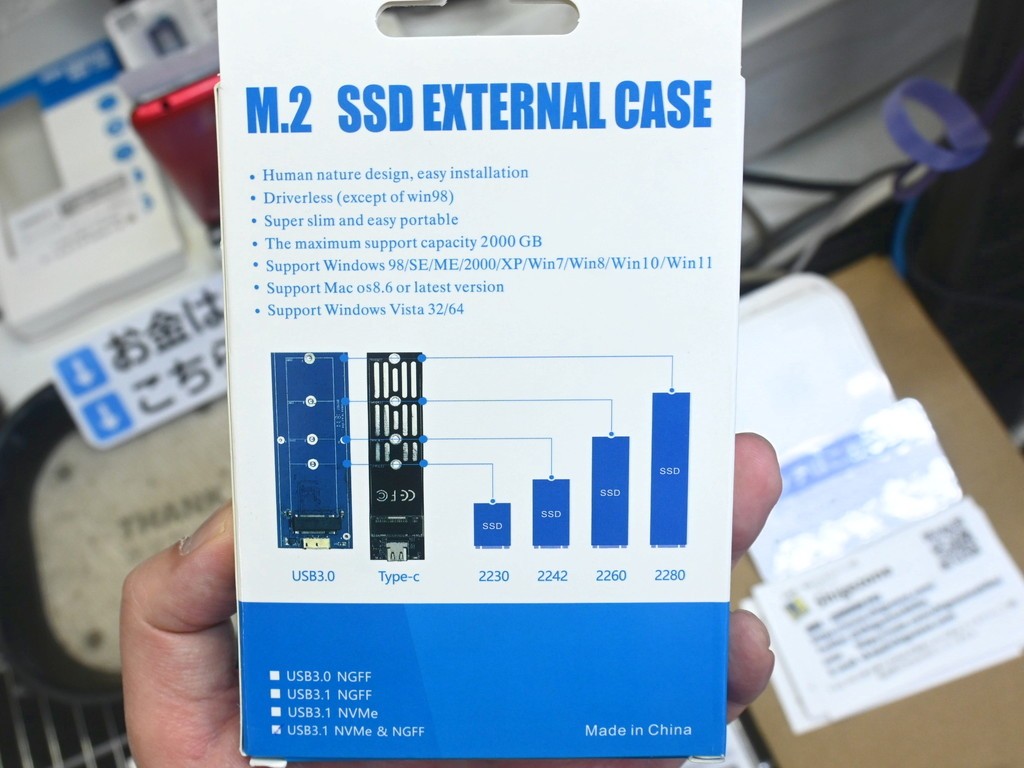 M.2 SSD EXTERNAL CASE
• Human nature design, easy installation
• Driverless (except of win98)
• Super slim and easy portable
• The maximum support capacity 2000 GB
• Support Windows 98/SE/ME/2000/XP/Win7/Win8/Win10/Win11
• Support Mac os8.6 or latest version
• Support Windows Vista 32/64
お金は
こちら
THANK
CE FC
SSD
SSD
SSD
SSD
USB3.0 Type-c 2230 2242 2260 2280
USB3.0 NGFF
USB3.1 NGFF
USB3.1 NVMe
USB3.1 NVMe & NGFF
Made in China